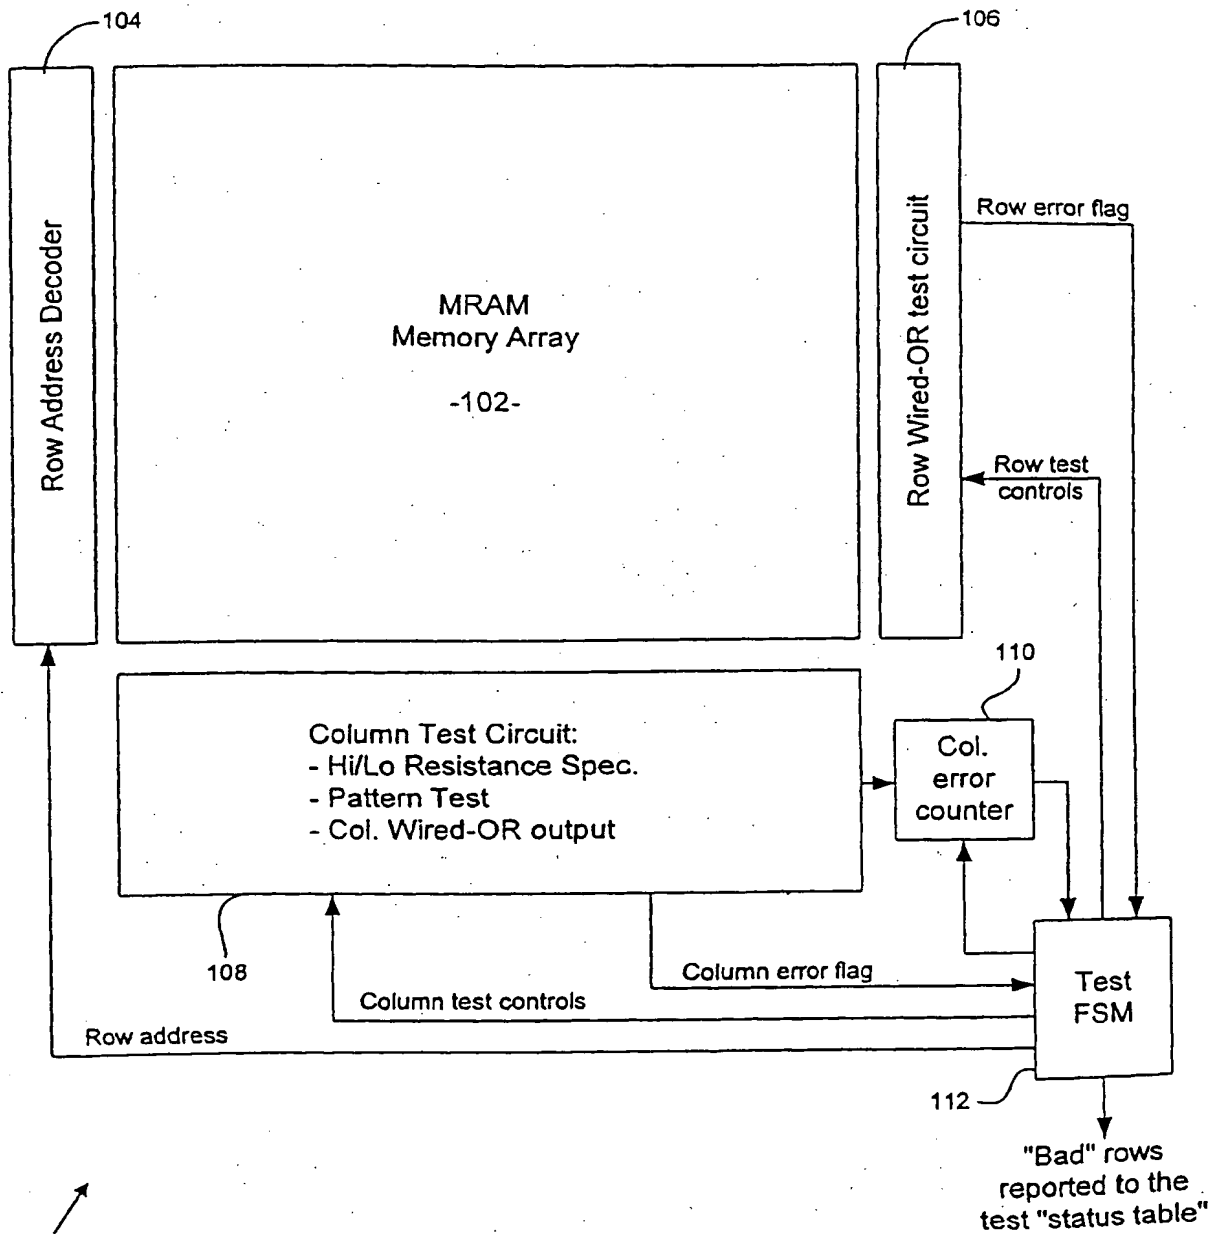 104
106
Row Address Decoder
MRAM
Memory Array
-102-
Row Wired-OR test circuit
Row error flag
Row test
controls
110
Column Test Circuit:
- Hi/Lo Resistance Spec.
- Pattern Test
- Col. Wired-OR output
Col.
error
counter
108
Column error flag
Column test controls
Row address
Test
FSM
112
"Bad" rows
reported to the
test "status table"